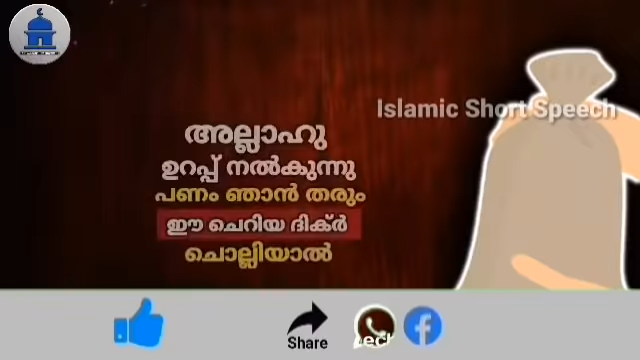 Islamic Short Speech
അല്ലാഹു
ഉറപ്പ് നൽകുന്നു
പണം ഞാൻ തരും
ഈ ചെറിയ ദിക്ർ
ചൊല്ലിയാൽ
Share